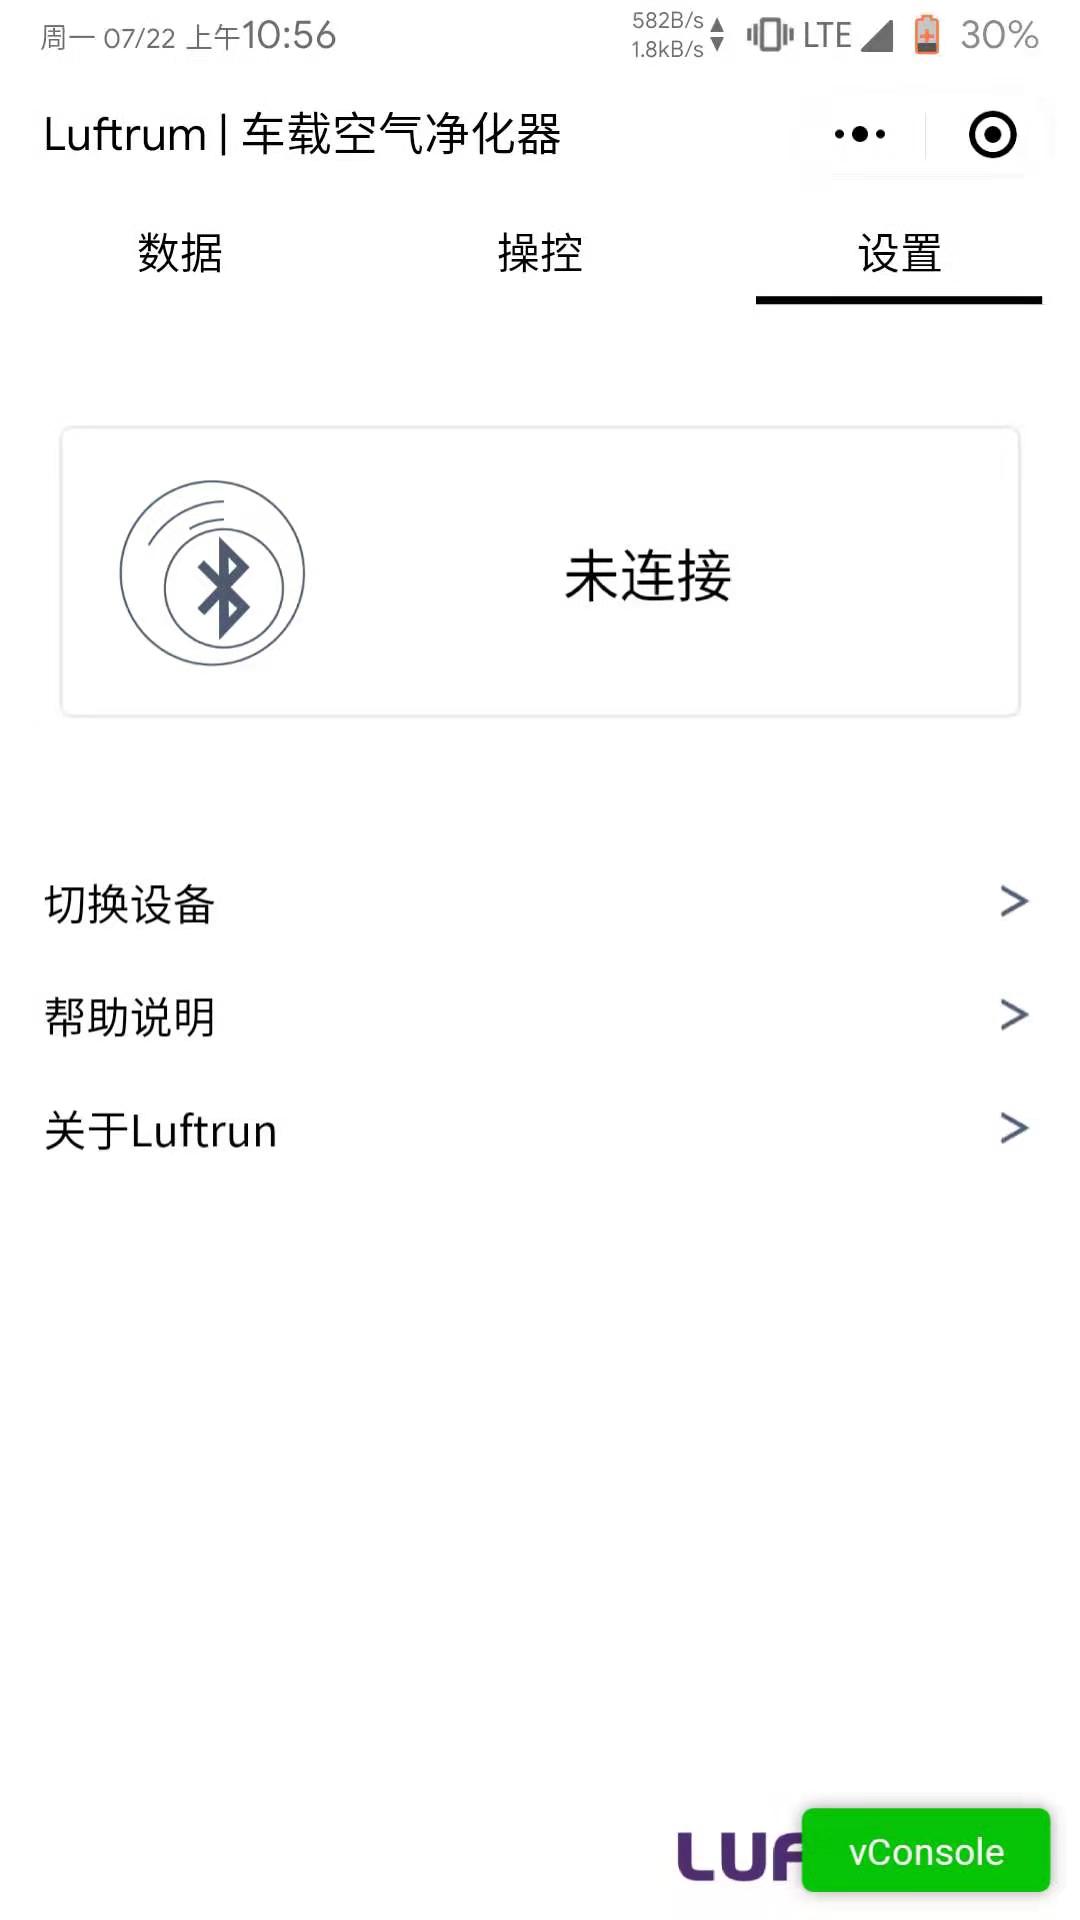 周一 07/22 上午10:56
582B/s
1.8kB/s
LTE
30%
Luftrum | 车载空气净化器
数据
操控
设置
未连接
切换设备
帮助说明
关于Luftrun
LUF
vConsole